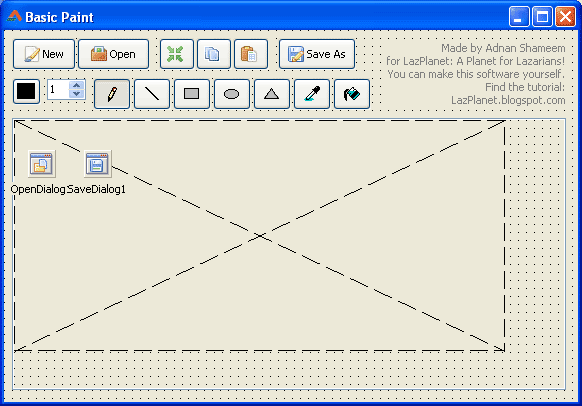 Basic Paint
New
Open
Save As
Made by Adnan Shameem
for LazPlanet: A Planet for Lazarians!
You can make this software yourself.
Find the tutorial:
LazPlanet.blogspot.com
1
OpenDialog
SaveDialog1